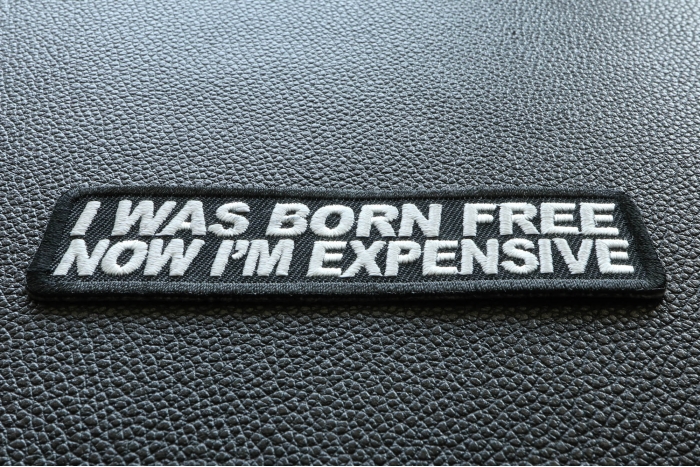 I WAS BORN FREE
NOW I'M EXPENSIVE